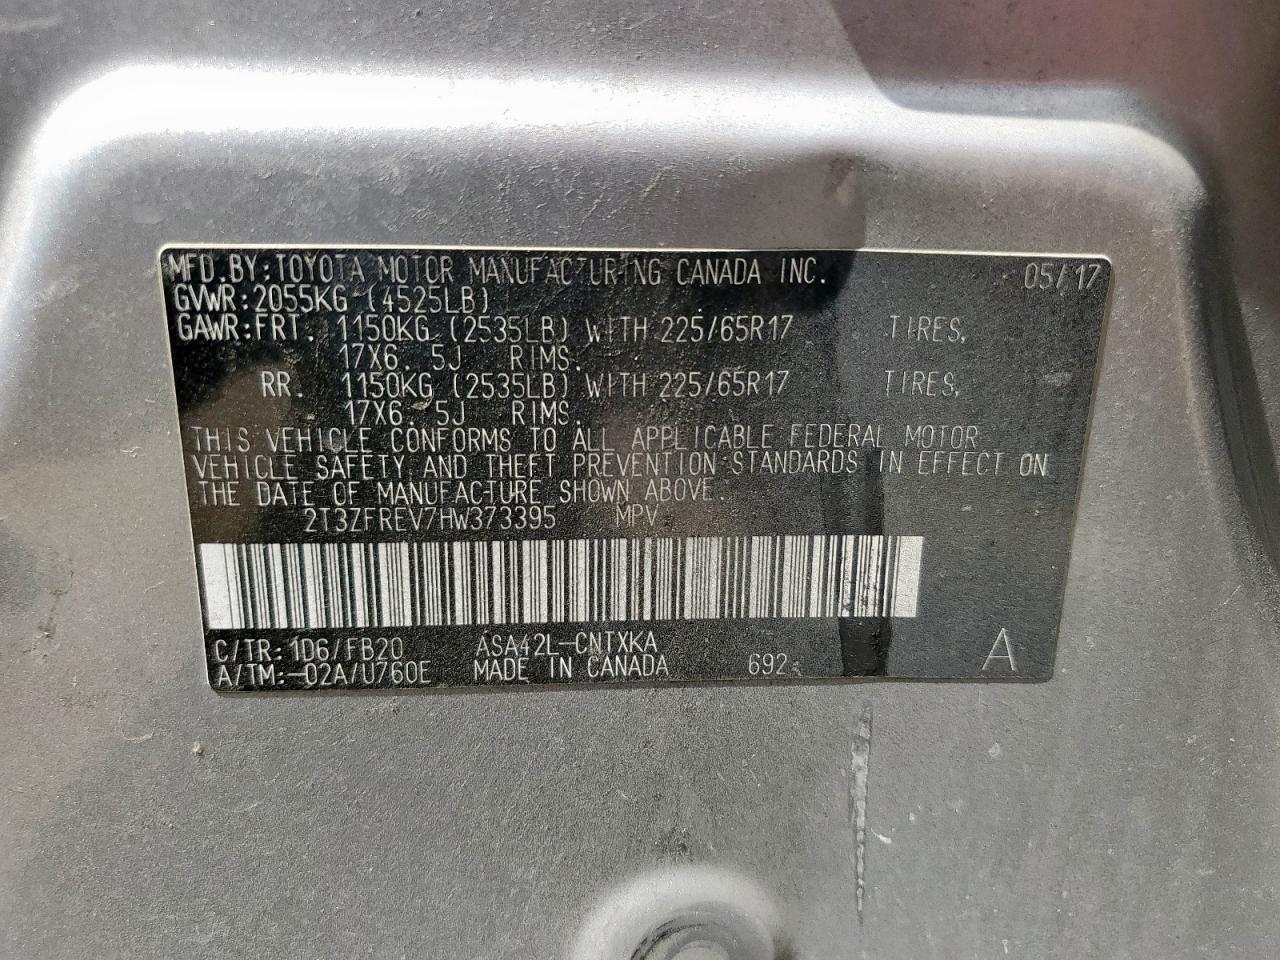 MFD.BY:TOYOTA MOTOR MANUFACTURING CANADA INC. 05/17
GVWR:2055KG (4525LB)
GAWR:FRT. 1150KG (2535LB) WITH 225/65R17 TIRES,
17X6.5J RIMS.
RR. 1150KG (2535LB) WITH 225/65R17 TIRES,
17X6.5J RIMS.
THIS VEHICLE CONFORMS TO ALL APPLICABLE FEDERAL MOTOR
VEHICLE SAFETY AND THEFT PREVENTION STANDARDS IN EFFECT ON
THE DATE OF MANUFACTURE SHOWN ABOVE.
2T3ZFREV7HW373395 MPV
C/TR: 1D6/FB20 ASA42L-CNTXKA
A/TM:-02A/U760E MADE IN CANADA 692 A